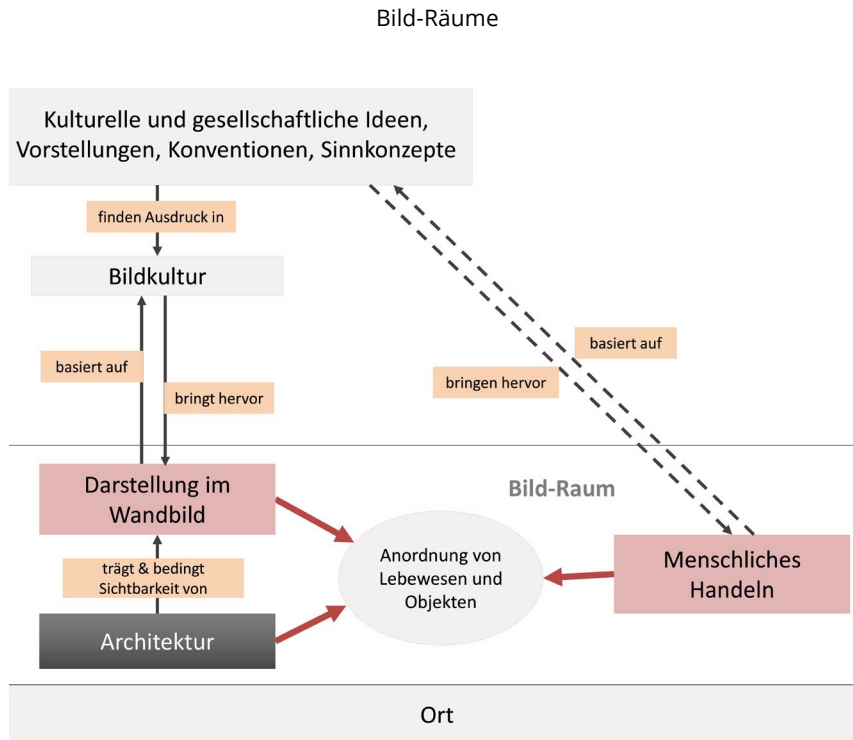 Bild-Räume
Kulturelle und gesellschaftliche Ideen,
Vorstellungen, Konventionen, Sinnkonzepte
finden Ausdruck in
Bildkultur
basiert auf
basiert auf
bringen hervor
bringt hervor
Darstellung im
Wandbild
Bild-Raum
Anordnung von
Lebewesen und
Objekten
Menschliches
Handeln
trägt & bedingt
Sichtbarkeit von
Architektur
Ort